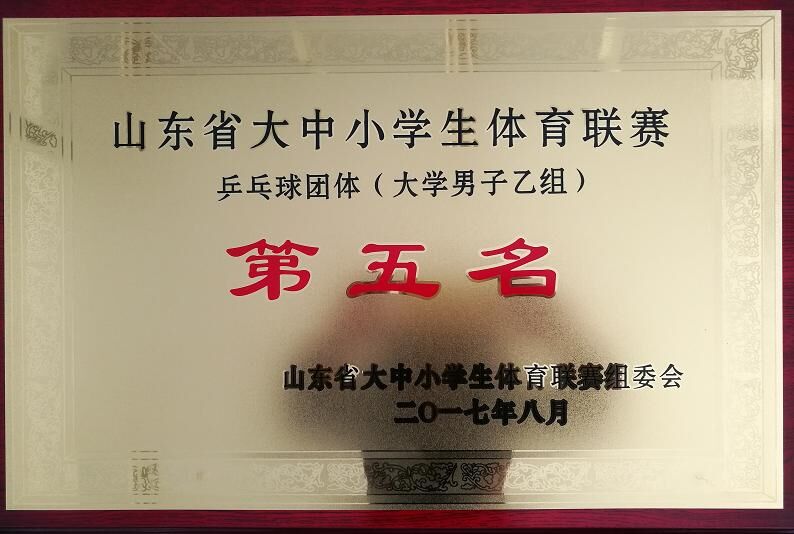 山东省大中小学生体育联赛
乒乓球团体（大学男子乙组）
第五名
山东省大中小学生体育联赛组委会
二〇一七年八月